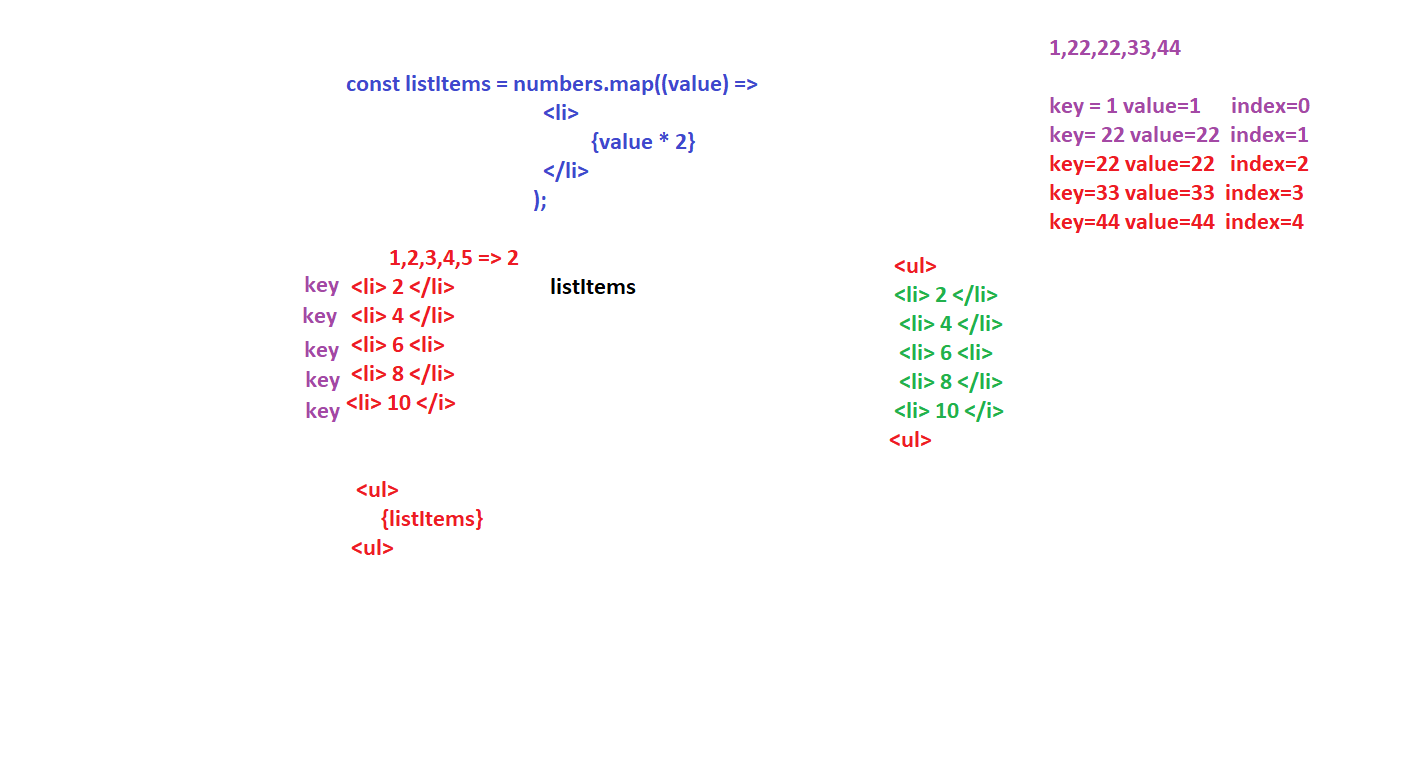 const listItems = numbers.map((value) =>
<li>
{value * 2}
</li>
);
1,2,3,4,5 => 2
key <li> 2 </li>
key <li> 4 </li>
key <li> 6 <li>
key <li> 8 </li>
key <li> 10 </i>
listItems
<ul>
{listItems}
<ul>
1,22,22,33,44
key = 1 value=1 index=0
key= 22 value=22 index=1
key=22 value=22 index=2
key=33 value=33 index=3
key=44 value=44 index=4
<ul>
<li> 2 </li>
<li> 4 </li>
<li> 6 <li>
<li> 8 </li>
<li> 10 </i>
<ul>